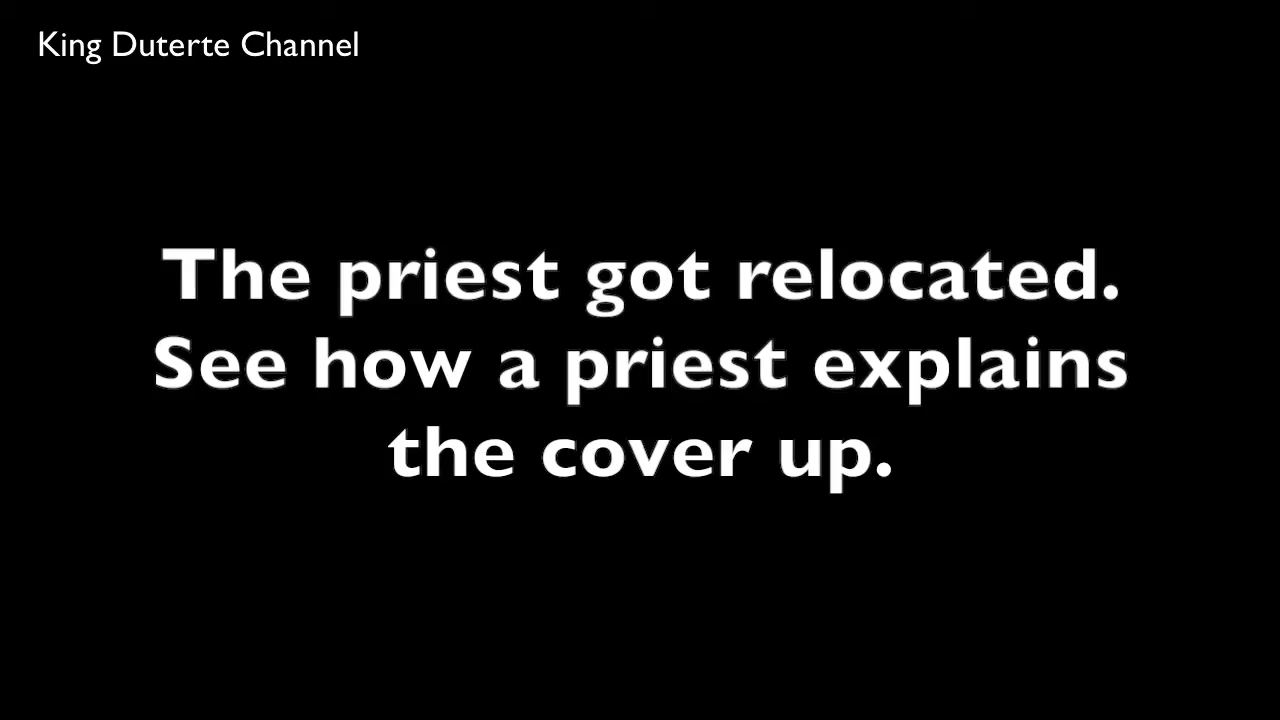 King Duterte Channel
The priest got relocated.
See how a priest explains
the cover up.